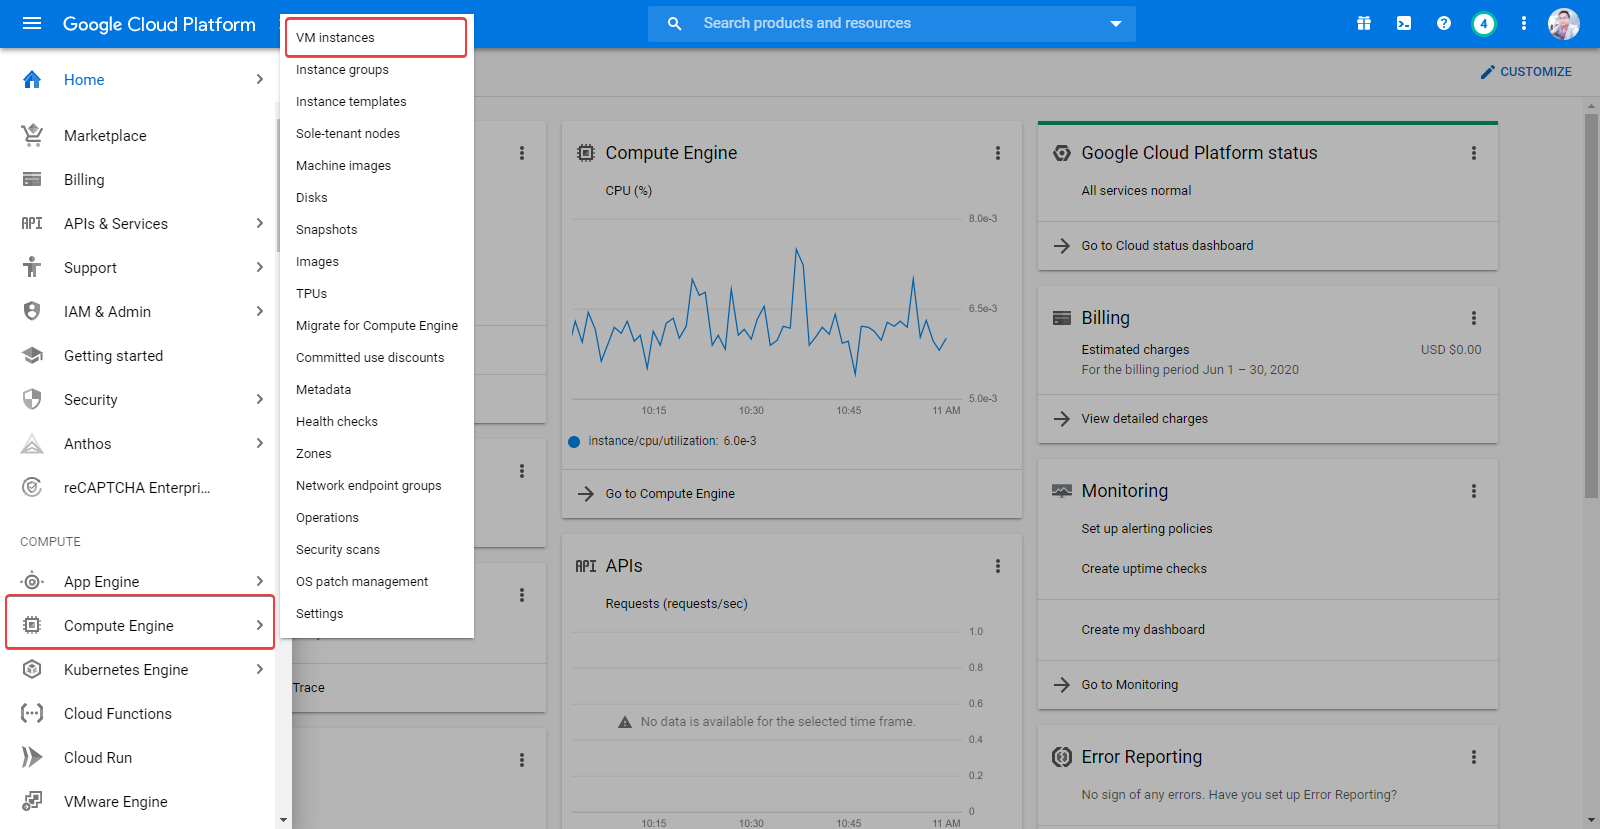 Google Cloud Platform
Search products and resources
4
Home
Marketplace
Billing
API
APIs & Services
Support
IAM & Admin
Getting started
Security
Anthos
reCAPTCHA Enterpri...
COMPUTE
App Engine
Compute Engine
Kubernetes Engine
Cloud Functions
Cloud Run
VMware Engine
VM instances
Instance groups
Instance templates
Sole-tenant nodes
Machine images
Disks
Snapshots
Images
TPUs
Migrate for Compute Engine
Committed use discounts
Metadata
Health checks
Zones
Network endpoint groups
Operations
Security scans
OS patch management
Settings
Trace
CUSTOMIZE
Compute Engine
CPU (%)
8.0e-3
6.5e-3
5.0e-3
10:15 10:30 10:45 11 AM
instance/cpu/utilization: 6.0e-3
Go to Compute Engine
API APIs
Requests (requests/sec)
1.0
0.8
0.6
No data is available for the selected time frame.
0.4
0.2
0
10:15 10:30 10:45 11 AM
Google Cloud Platform status
All services normal
Go to Cloud status dashboard
Billing
Estimated charges USD $0.00
For the billing period Jun 1 – 30, 2020
View detailed charges
Monitoring
Set up alerting policies
Create uptime checks
Create my dashboard
Go to Monitoring
Error Reporting
No sign of any errors. Have you set up Error Reporting?